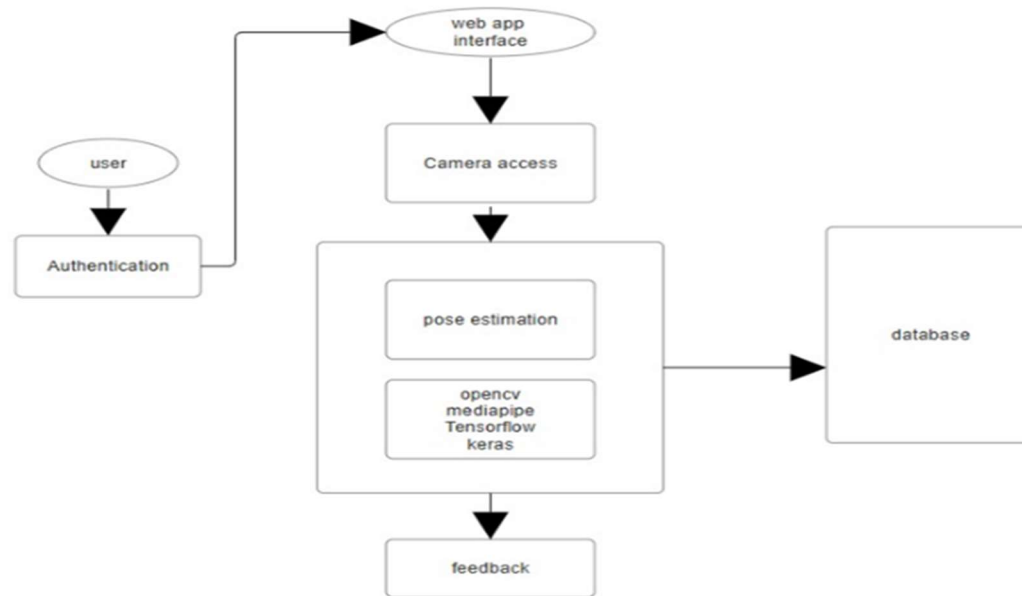 web app
interface
user
Camera access
Authentication
pose estimation
database
opencv
mediapipe
Tensorflow
keras
feedback